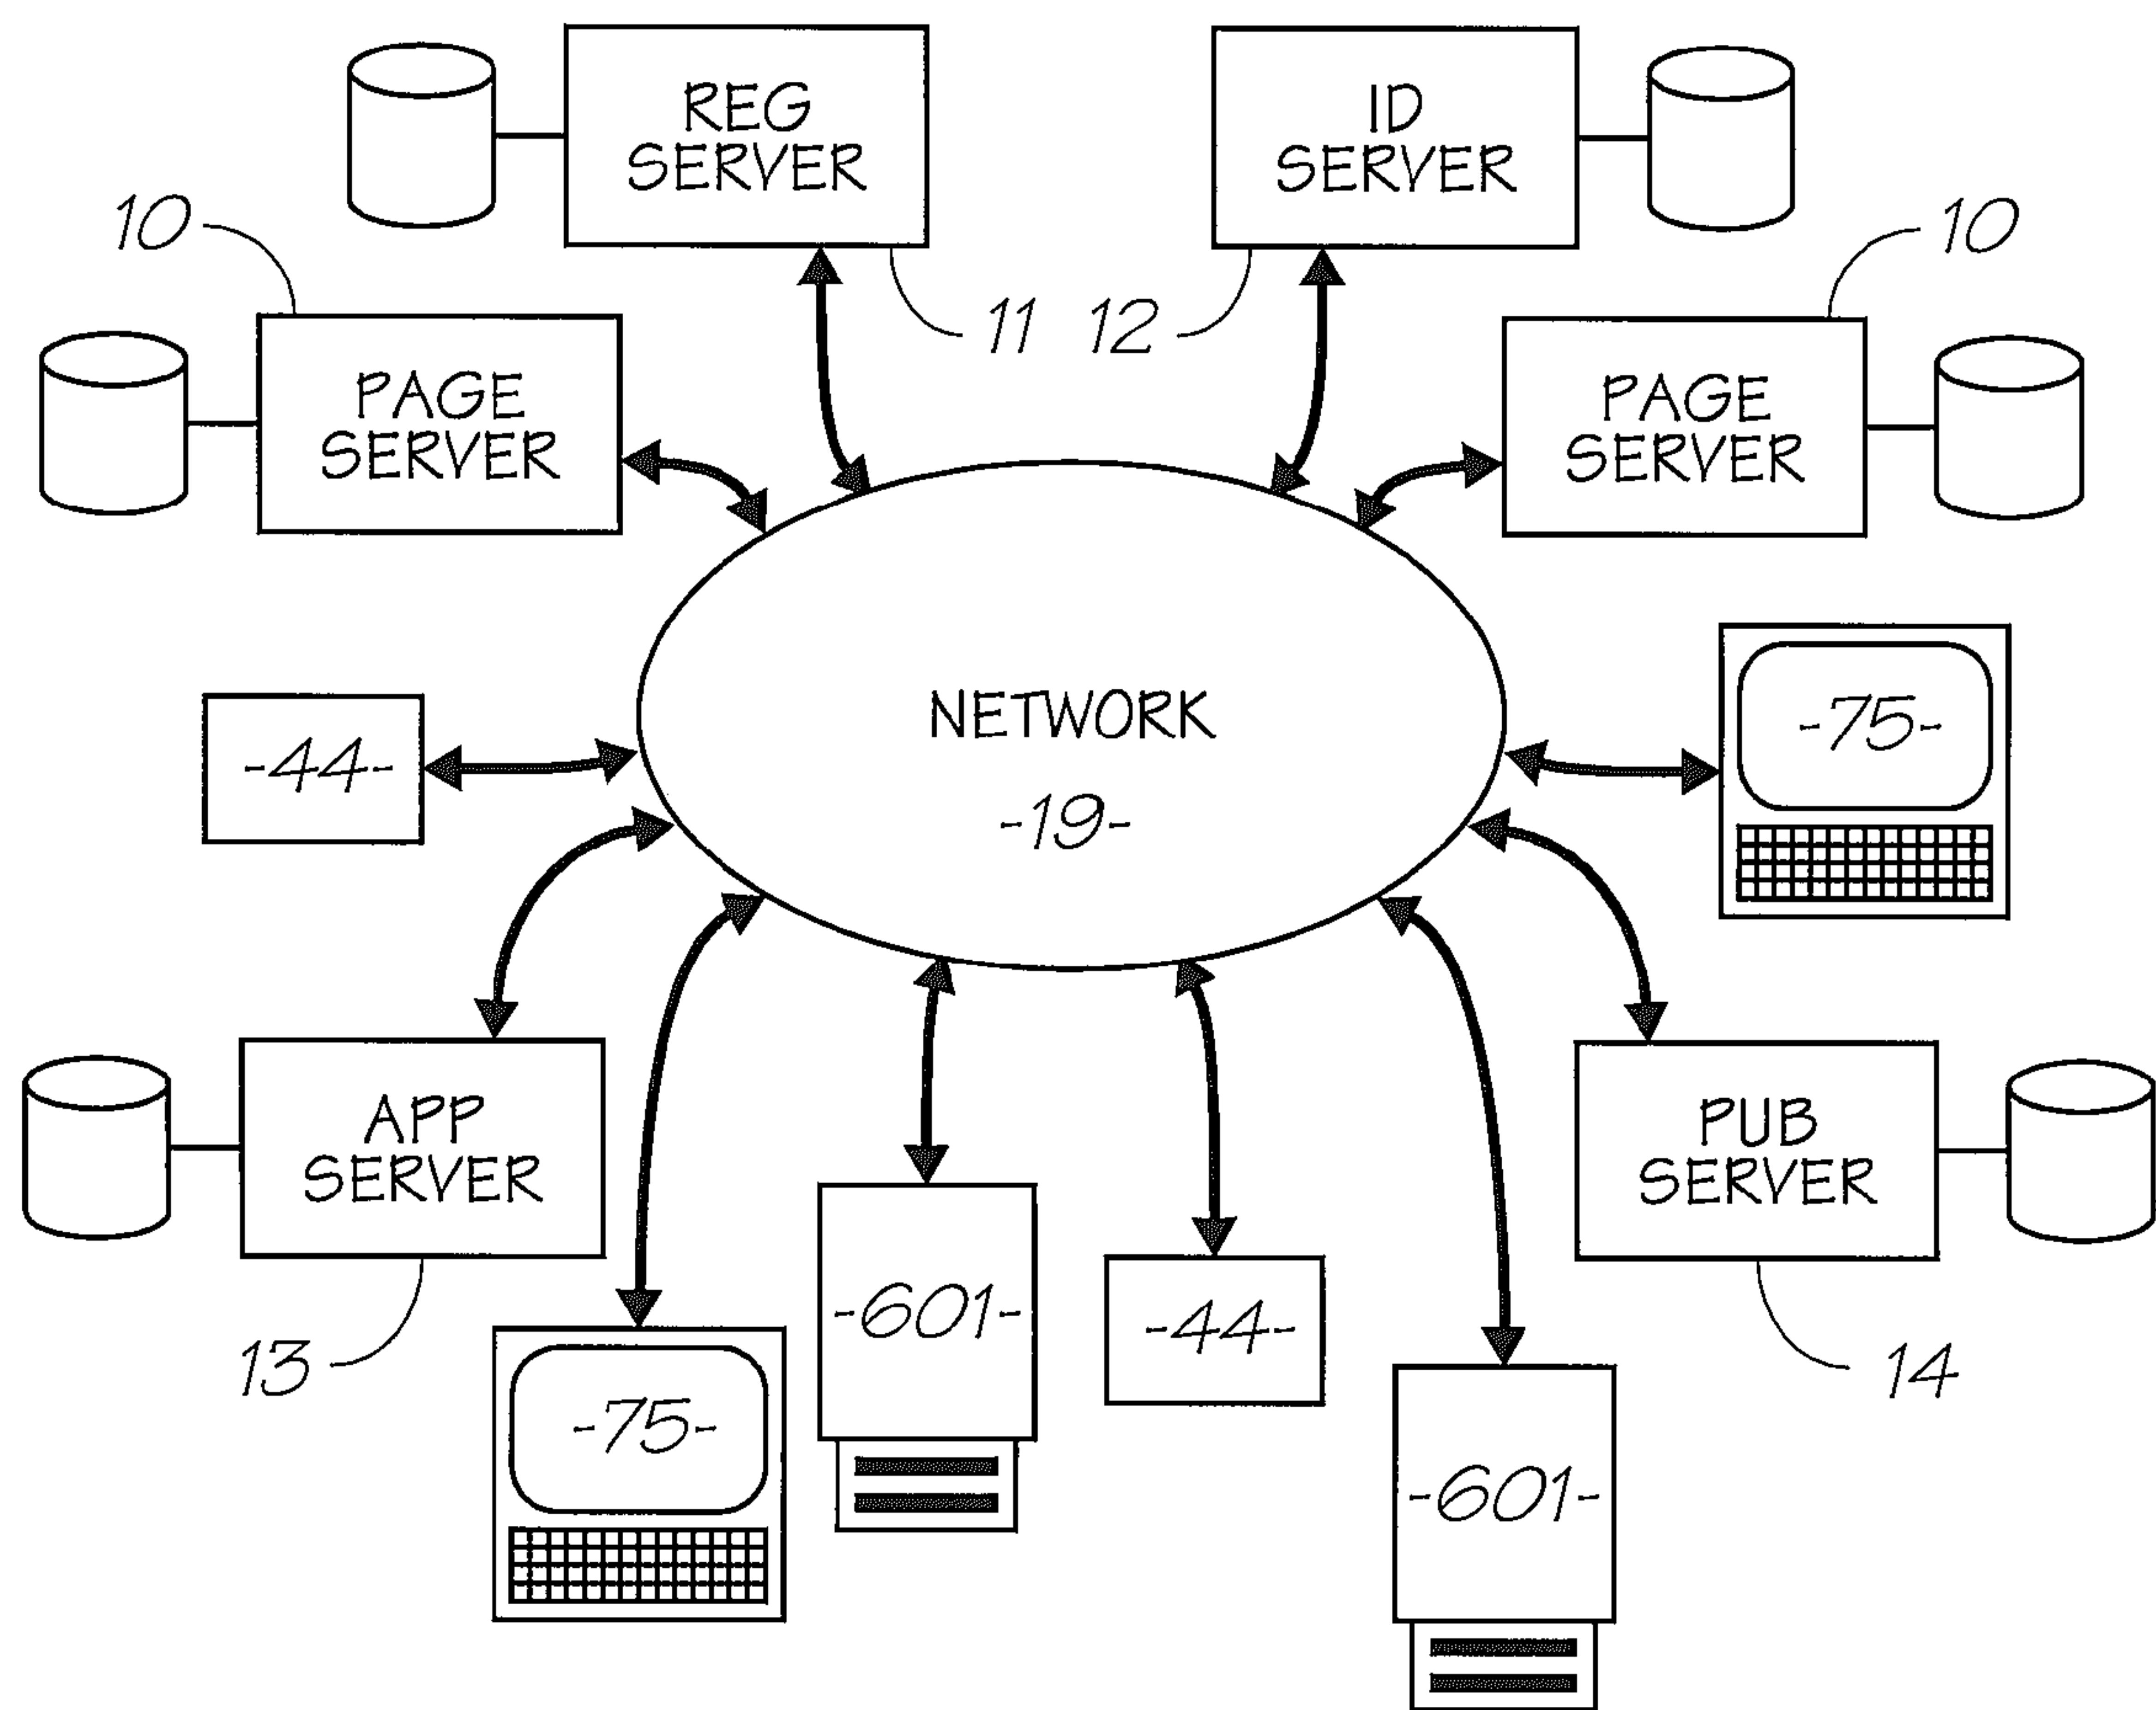 REG
SERVER
ID
SERVER
10
10
11
12
PAGE
SERVER
PAGE
SERVER
NETWORK
-19-
-75-
-44-
APP
SERVER
PUB
SERVER
-601-
-44-
13
14
-75-
-601-